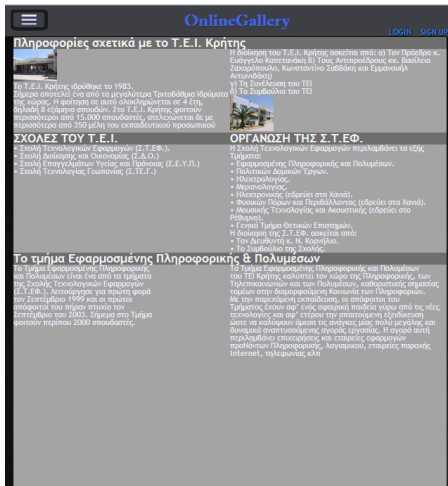 OnlineGallery
LOGIN SIGN UP
Πληροφορίες σχετικά με το Τ.Ε.Ι. Κρήτης
Το Τ.Ε.Ι. Κρήτης ιδρύθηκε το 1983.
Σήμερα αποτελεί ένα από τα μεγαλύτερα Τριτοβάθμια Ιδρύματα
της χώρας. Η φοίτηση σε αυτό ολοκληρώνεται σε 4 έτη,
δηλαδή 8 εξάμηνα σπουδών. Στο Τ.Ε.Ι. Κρήτης φοιτούν
περισσότεροι από 15.000 σπουδαστές, στελεχώνεται δε με
περισσότερα από 350 μέλη του εκπαιδευτικού προσωπικού
Η διοίκηση του Τ.Ε.Ι. Κρήτης ασκείται από: α) Τον Πρόεδρο κ.
Ευάγγελο Καπετανάκη β) Τους Αντιπροέδρους κκ. Βασίλειο
Ζαχαρόπουλο, Κωνσταντίνο Σαββάκη και Εμμανουήλ
Αντωνιδάκη)
γ) Τη Συνέλευση του ΤΕΙ
δ) Το Συμβούλιο του ΤΕΙ
ΣΧΟΛΕΣ ΤΟΥ Τ.Ε.Ι.
• Σχολή Τεχνολογικών Εφαρμογών (Σ.Τ.ΕΦ.).
• Σχολή Διοίκησης και Οικονομίας (Σ.Δ.Ο.)
• Σχολή Επαγγελμάτων Υγείας και Πρόνοιας (Σ.Ε.Υ.Π.)
• Σχολή Τεχνολογίας Γεωπονίας (Σ.ΤΕ.Γ.)
ΟΡΓΑΝΩΣΗ ΤΗΣ Σ.Τ.ΕΦ.
Η Σχολή Τεχνολογικών Εφαρμογών περιλαμβάνει τα εξής
Τμήματα:
• Εφαρμοσμένης Πληροφορικής και Πολυμέσων.
• Πολιτικών Δομικών Έργων.
• Ηλεκτρολογίας.
• Μηχανολογίας.
• Ηλεκτρονικής (εδρεύει στα Χανιά).
• Φυσικών Πόρων και Περιβάλλοντος (εδρεύει στα Χανιά).
• Μουσικής Τεχνολογίας και Ακουστικής (εδρεύει στο
Ρέθυμνο).
• Γενικό Τμήμα Θετικών Επιστημών.
Η διοίκηση της Σ.Τ.ΕΦ. ασκείται από:
• Τον Διευθυντή κ. Ν. Κορνήλιο.
• Το Συμβούλιο της Σχολής.
Το τμήμα Εφαρμοσμένης Πληροφορικής & Πολυμέσων
Το Τμήμα Εφαρμοσμένης Πληροφορικής
και Πολυμέσων είναι ένα από τα τμήματα
της Σχολής Τεχνολογικών Εφαρμογών
(Σ.Τ.ΕΦ.). Λειτούργησε για πρώτη φορά
τον Σεπτέμβριο 1999 και οι πρώτοι
απόφοιτοι του πήραν πτυχίο τον
Σεπτέμβριο του 2003. Σήμερα στο Τμήμα
φοιτούν περίπου 2000 σπουδαστές.
Το Τμήμα Εφαρμοσμένης Πληροφορικής και Πολυμέσων
του ΤΕΙ Κρήτης καλύπτει τον χώρο της Πληροφορικής, των
Τηλεπικοινωνιών και των Πολυμέσων, καθοριστικής σημασίας
τομέων στην διαμορφούμενη Κοινωνία των Πληροφοριών.
Με την παρεχόμενη εκπαίδευση, οι απόφοιτοι του
Τμήματος έχουν αφ' ενός σφαιρική παιδεία γύρω από τις νέες
τεχνολογίες και αφ' ετέρου την απαιτούμενη εξειδίκευση
ώστε να καλύψουν άμεσα τις ανάγκες μίας πολύ μεγάλης και
δυναμικά αναπτυσσόμενης αγοράς εργασίας. Η αγορά αυτή
περιλαμβάνει επιχειρήσεις και εταιρείες εφαρμογών
προϊόντων Πληροφορικής, λογισμικού, εταιρείες παροχής
Internet, τηλεφωνίας κλπ